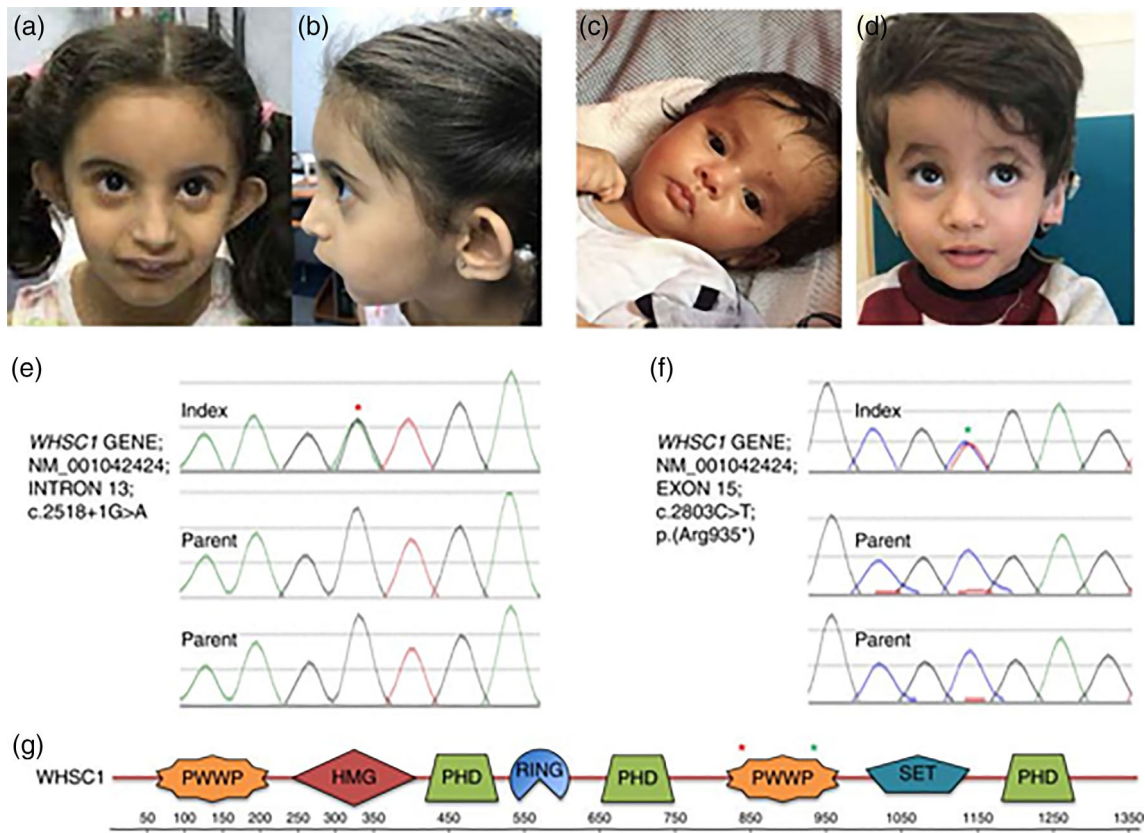 (a)
(b)
(c)
(d)
(e)
WHSC1 GENE;
NM_001042424;
INTRON 13;
c.2518+1G>A
Index
Parent
Parent
(f)
WHSC1 GENE;
NM_001042424;
EXON 15;
c.2803C>T;
p.(Arg935*)
Index
Parent
Parent
(g)
WHSC1
PWWP
HMG
PHD
RING
PHD
PWWP
SET
PHD
50 100 150 200 250 300 350 450 550 650 750 850 950 1050 1150 1250 1350